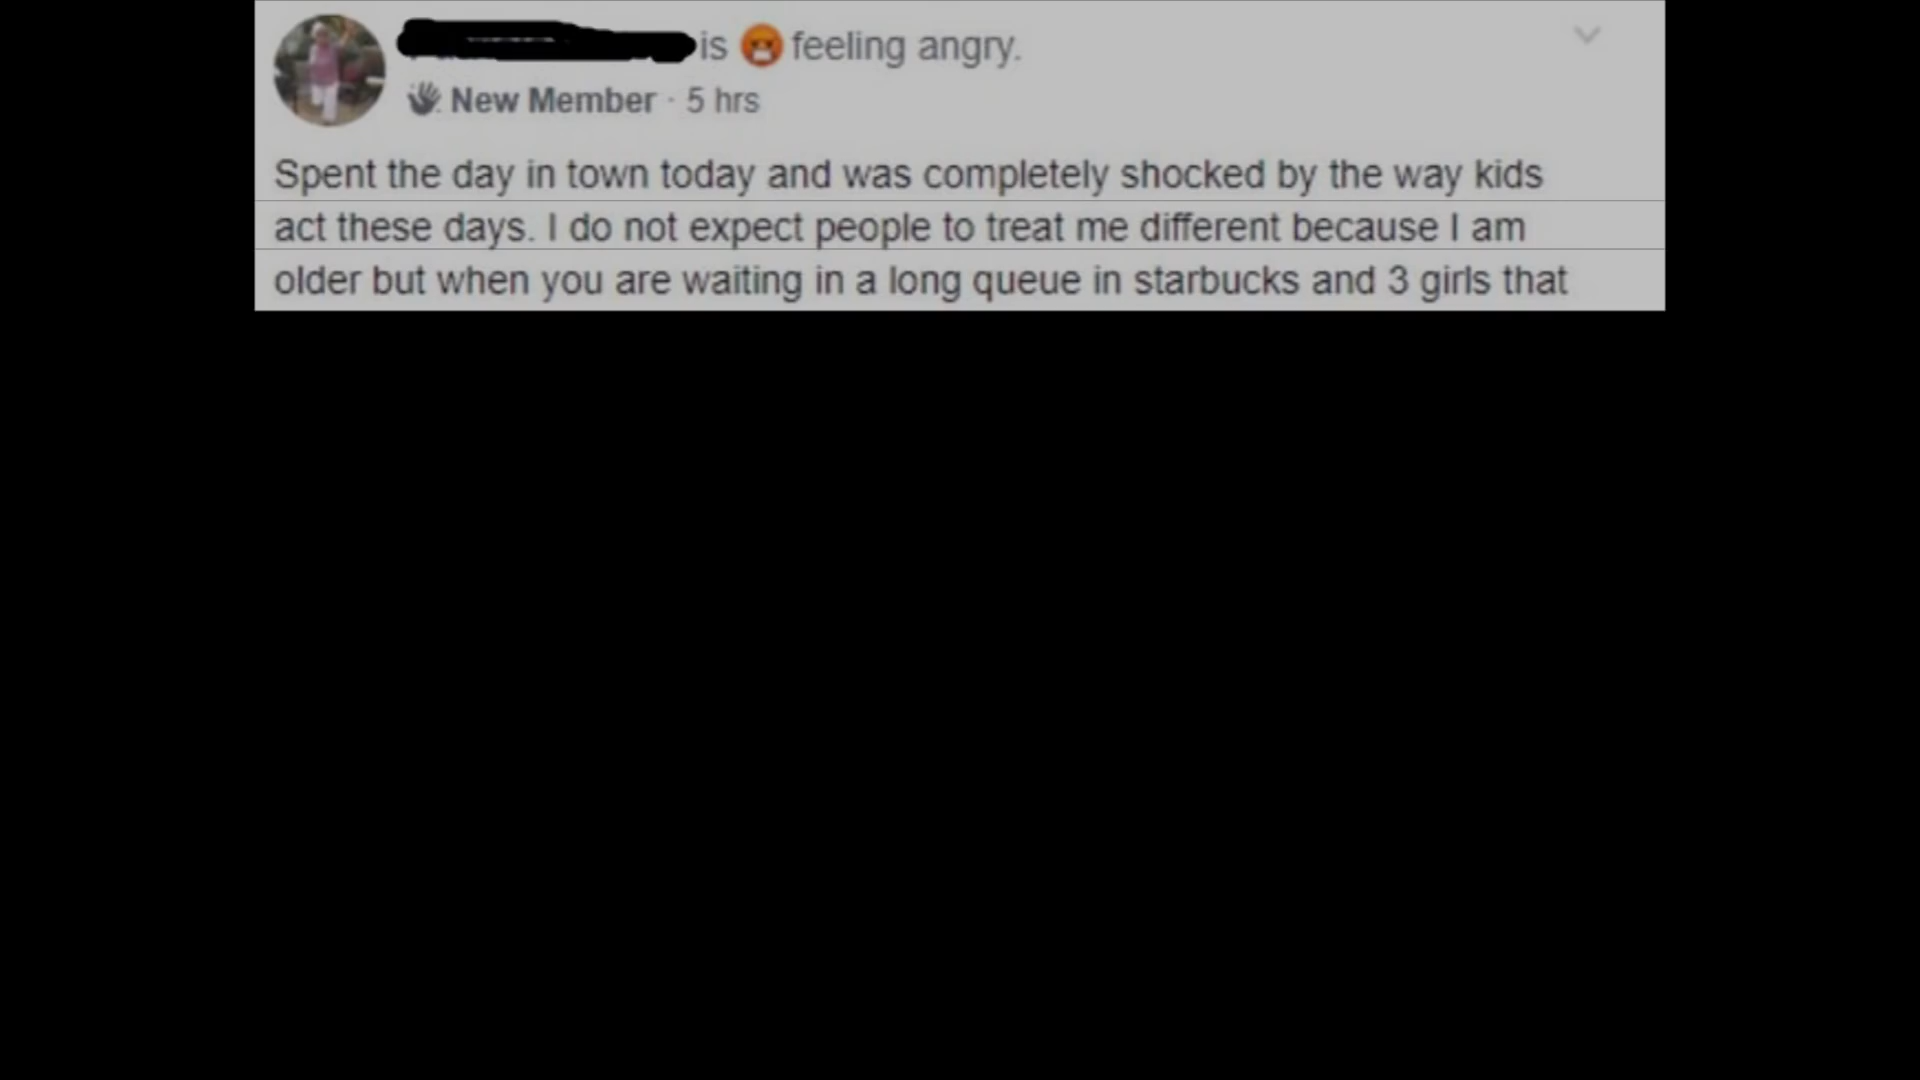 is feeling angry.
New Member · 5 hrs
Spent the day in town today and was completely shocked by the way kids
act these days. I do not expect people to treat me different because I am
older but when you are waiting in a long queue in starbucks and 3 girls that